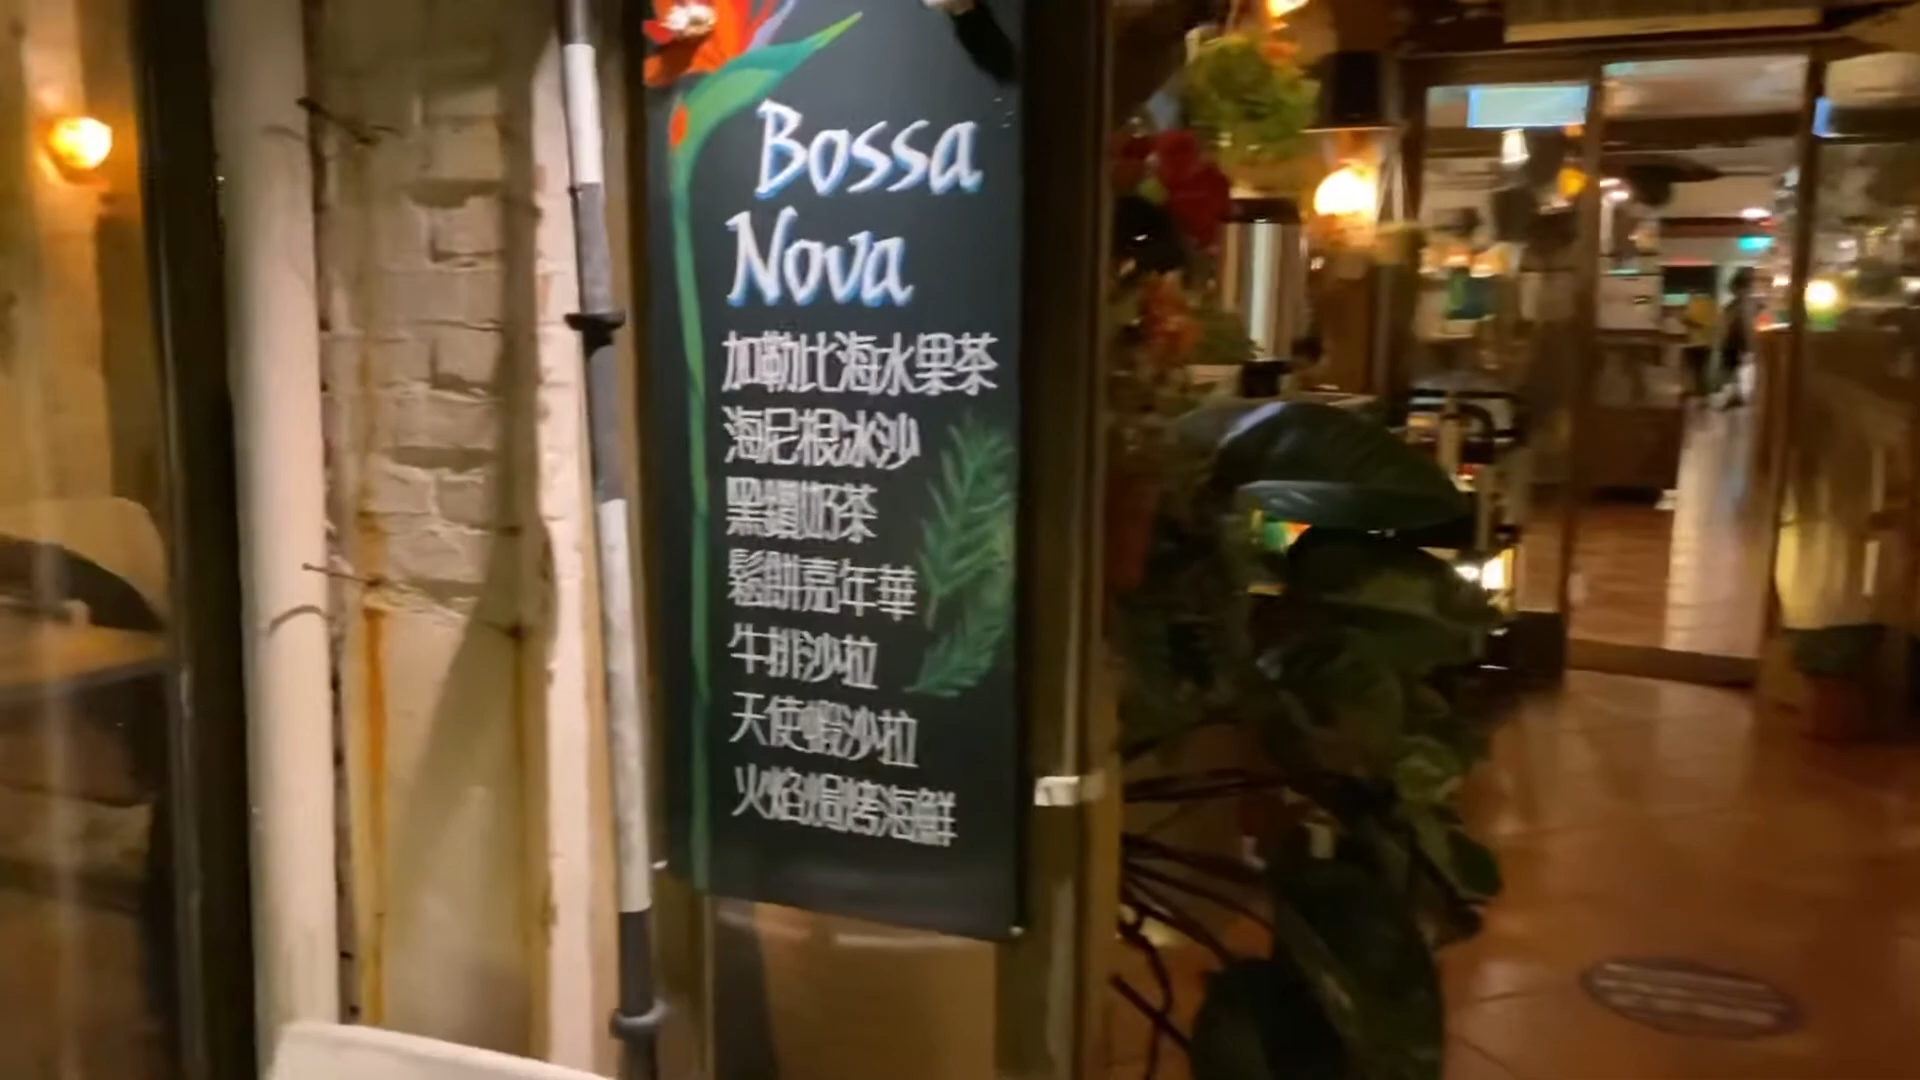 Bossa
Nova
加勒比海水果茶
海尼根冰沙
黑鑽奶茶
鬆餅嘉年華
牛排沙拉
天使蝦沙拉
火焰焗烤海鮮